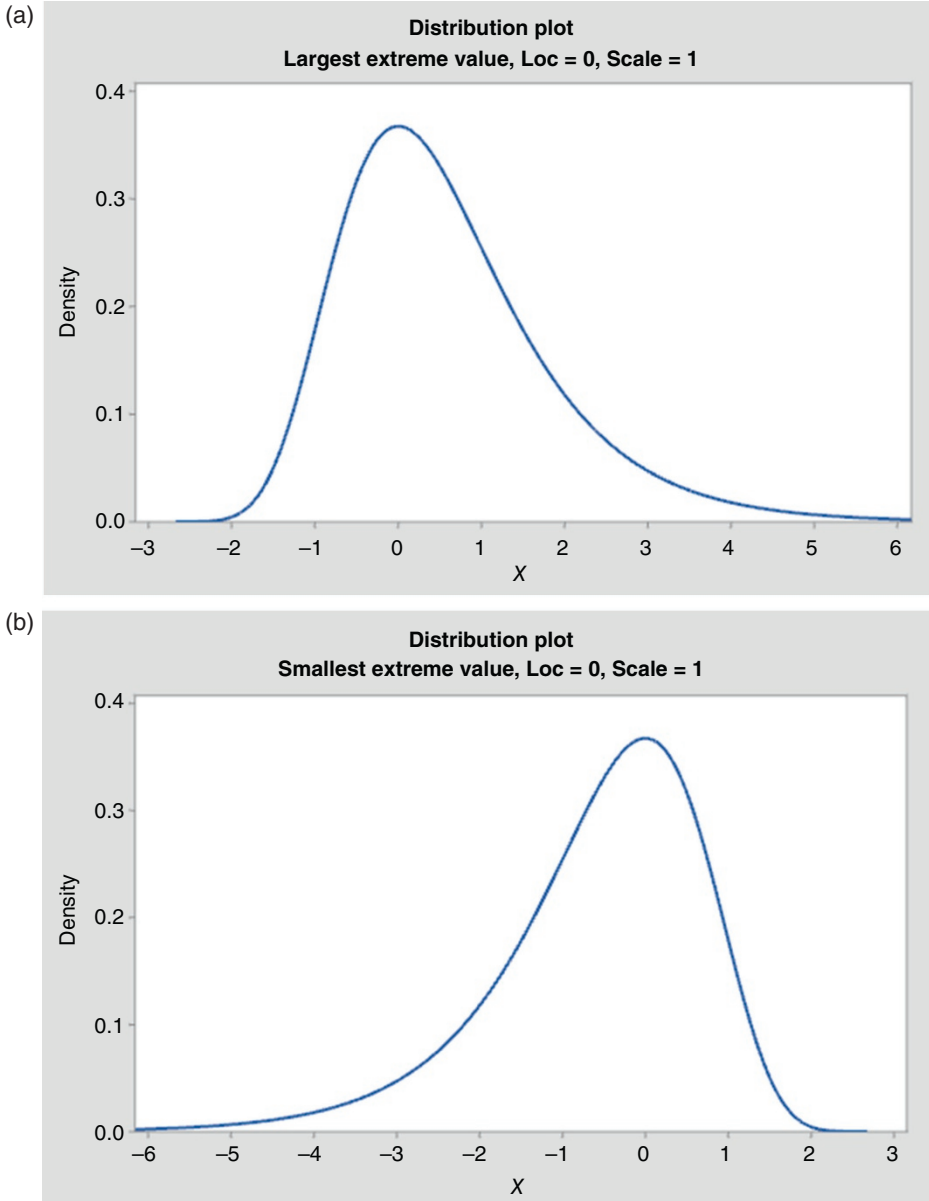 (a)
Distribution plot
Largest extreme value, Loc = 0, Scale = 1
0.4
0.3
0.2
0.1
0.0
Density
–3 –2 –1 0 1 2 3 4 5 6
X
(b)
Distribution plot
Smallest extreme value, Loc = 0, Scale = 1
0.4
0.3
0.2
0.1
0.0
Density
–6 –5 –4 –3 –2 –1 0 1 2 3
X